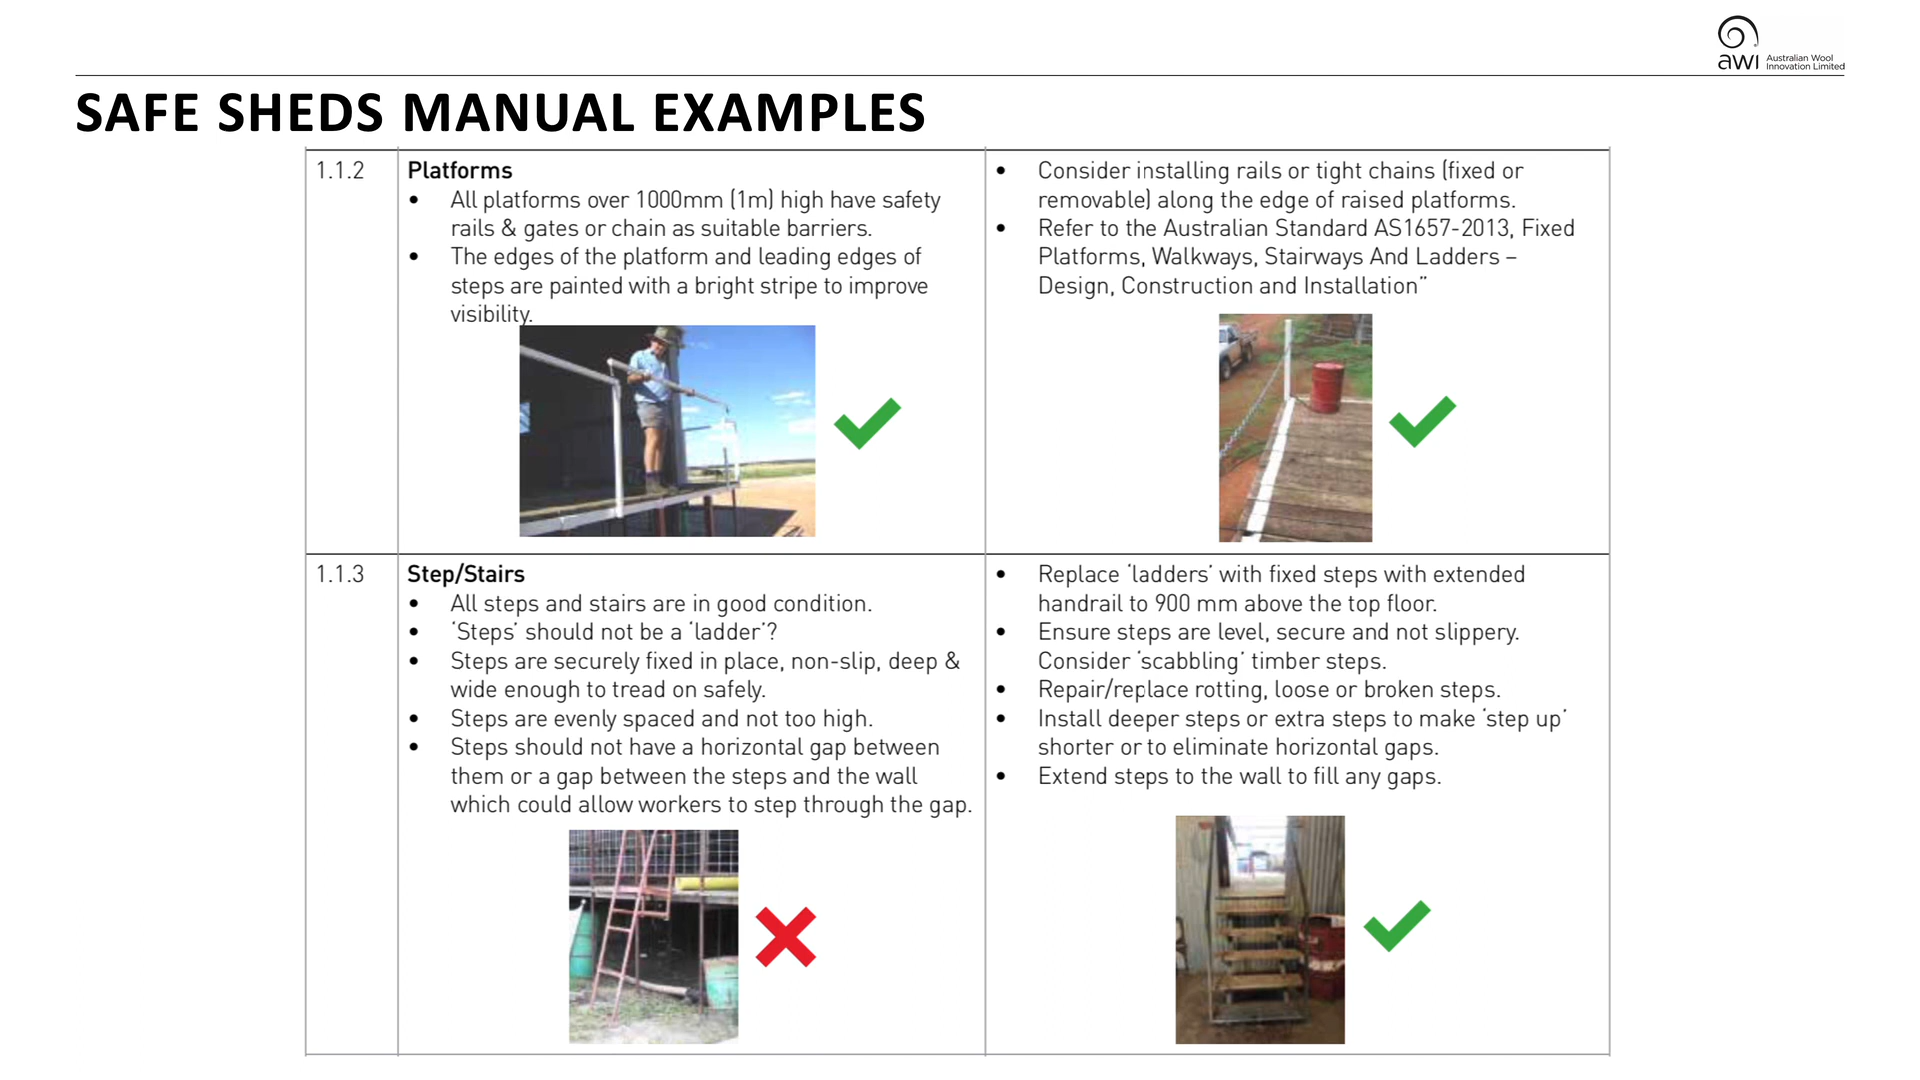 awı Australian Wool
Innovation Limited
SAFE SHEDS MANUAL EXAMPLES
1.1.2
Platforms
• All platforms over 1000mm (1m) high have safety
rails & gates or chain as suitable barriers.
• The edges of the platform and leading edges of
steps are painted with a bright stripe to improve
visibility.
• Consider installing rails or tight chains (fixed or
removable) along the edge of raised platforms.
• Refer to the Australian Standard AS1657-2013, Fixed
Platforms, Walkways, Stairways And Ladders –
Design, Construction and Installation”
1.1.3
Step/Stairs
• All steps and stairs are in good condition.
• ‘Steps’ should not be a ‘ladder’?
• Steps are securely fixed in place, non-slip, deep &
wide enough to tread on safely.
• Steps are evenly spaced and not too high.
• Steps should not have a horizontal gap between
them or a gap between the steps and the wall
which could allow workers to step through the gap.
• Replace ‘ladders’ with fixed steps with extended
handrail to 900 mm above the top floor.
• Ensure steps are level, secure and not slippery.
Consider ‘scabbling’ timber steps.
• Repair/replace rotting, loose or broken steps.
• Install deeper steps or extra steps to make ‘step up’
shorter or to eliminate horizontal gaps.
• Extend steps to the wall to fill any gaps.